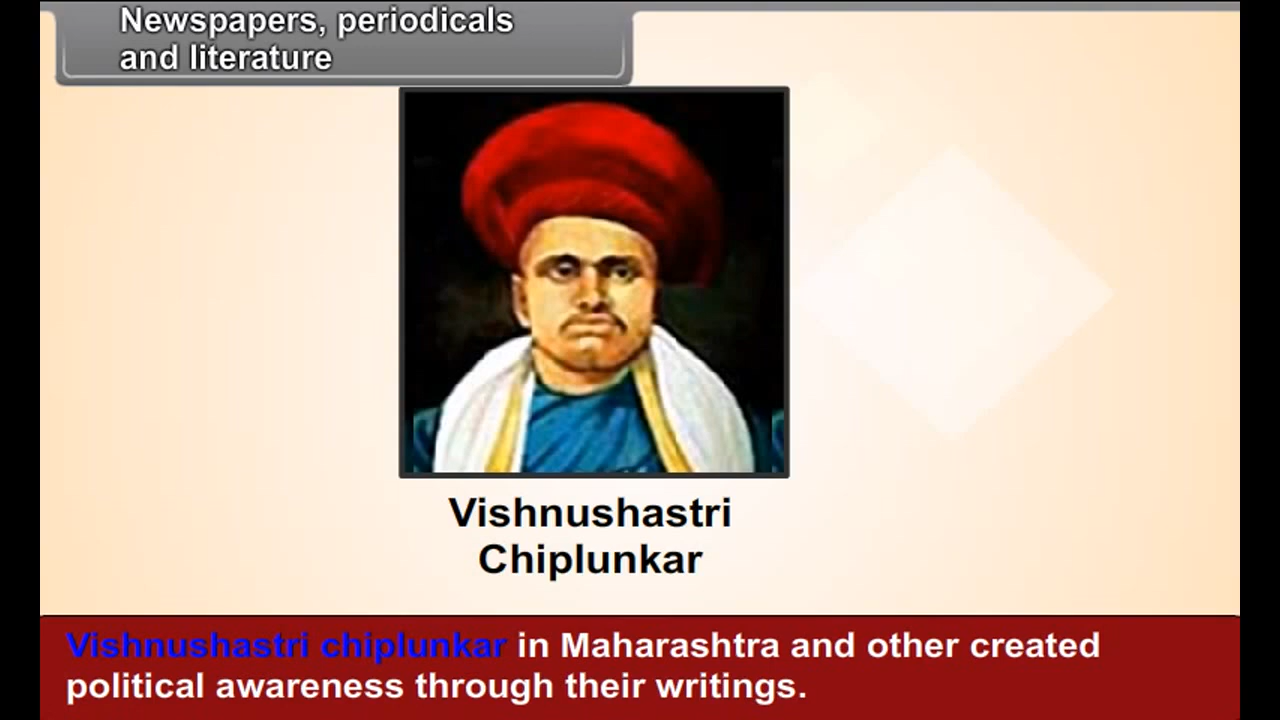 Newspapers, periodicals
and literature
Vishnushastri
Chiplunkar
Vishnushastri chiplunkar in Maharashtra and other created
political awareness through their writings.